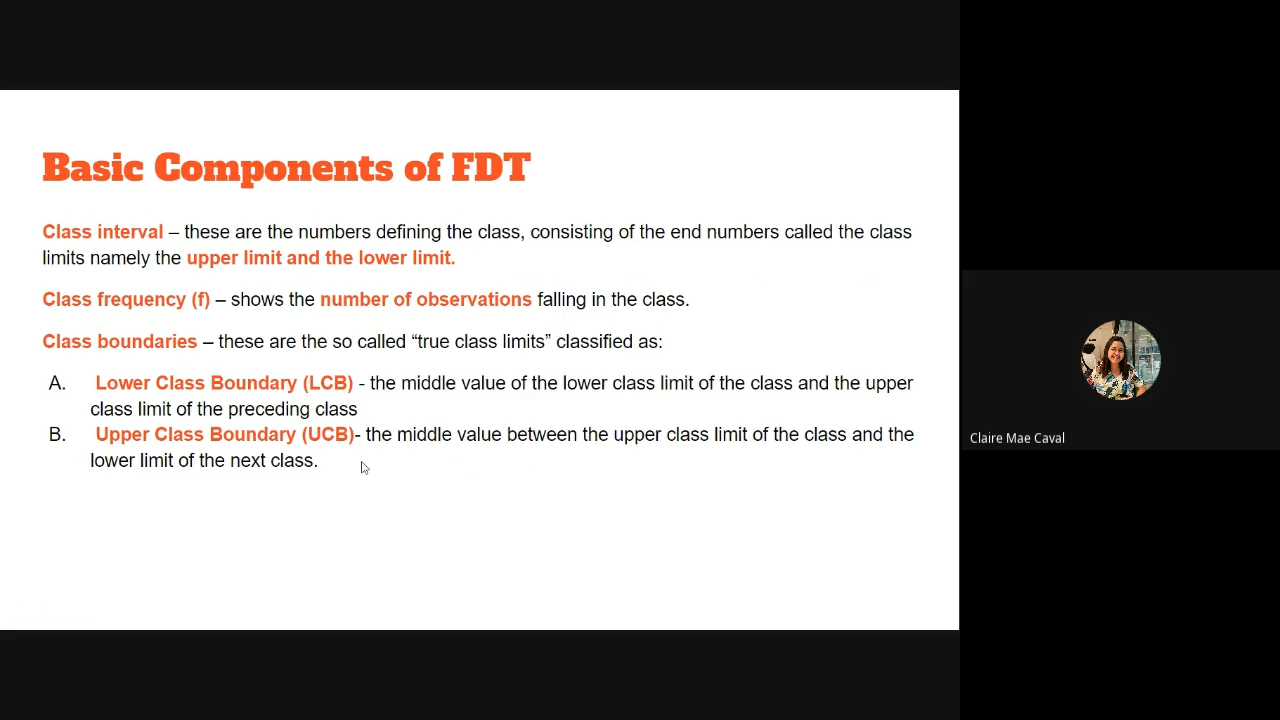 Basic Components of FDT
Class interval – these are the numbers defining the class, consisting of the end numbers called the class
limits namely the upper limit and the lower limit.
Class frequency (f) – shows the number of observations falling in the class.
Class boundaries – these are the so called “true class limits” classified as:
A. Lower Class Boundary (LCB) - the middle value of the lower class limit of the class and the upper
class limit of the preceding class
B. Upper Class Boundary (UCB)- the middle value between the upper class limit of the class and the
lower limit of the next class.
Claire Mae Caval